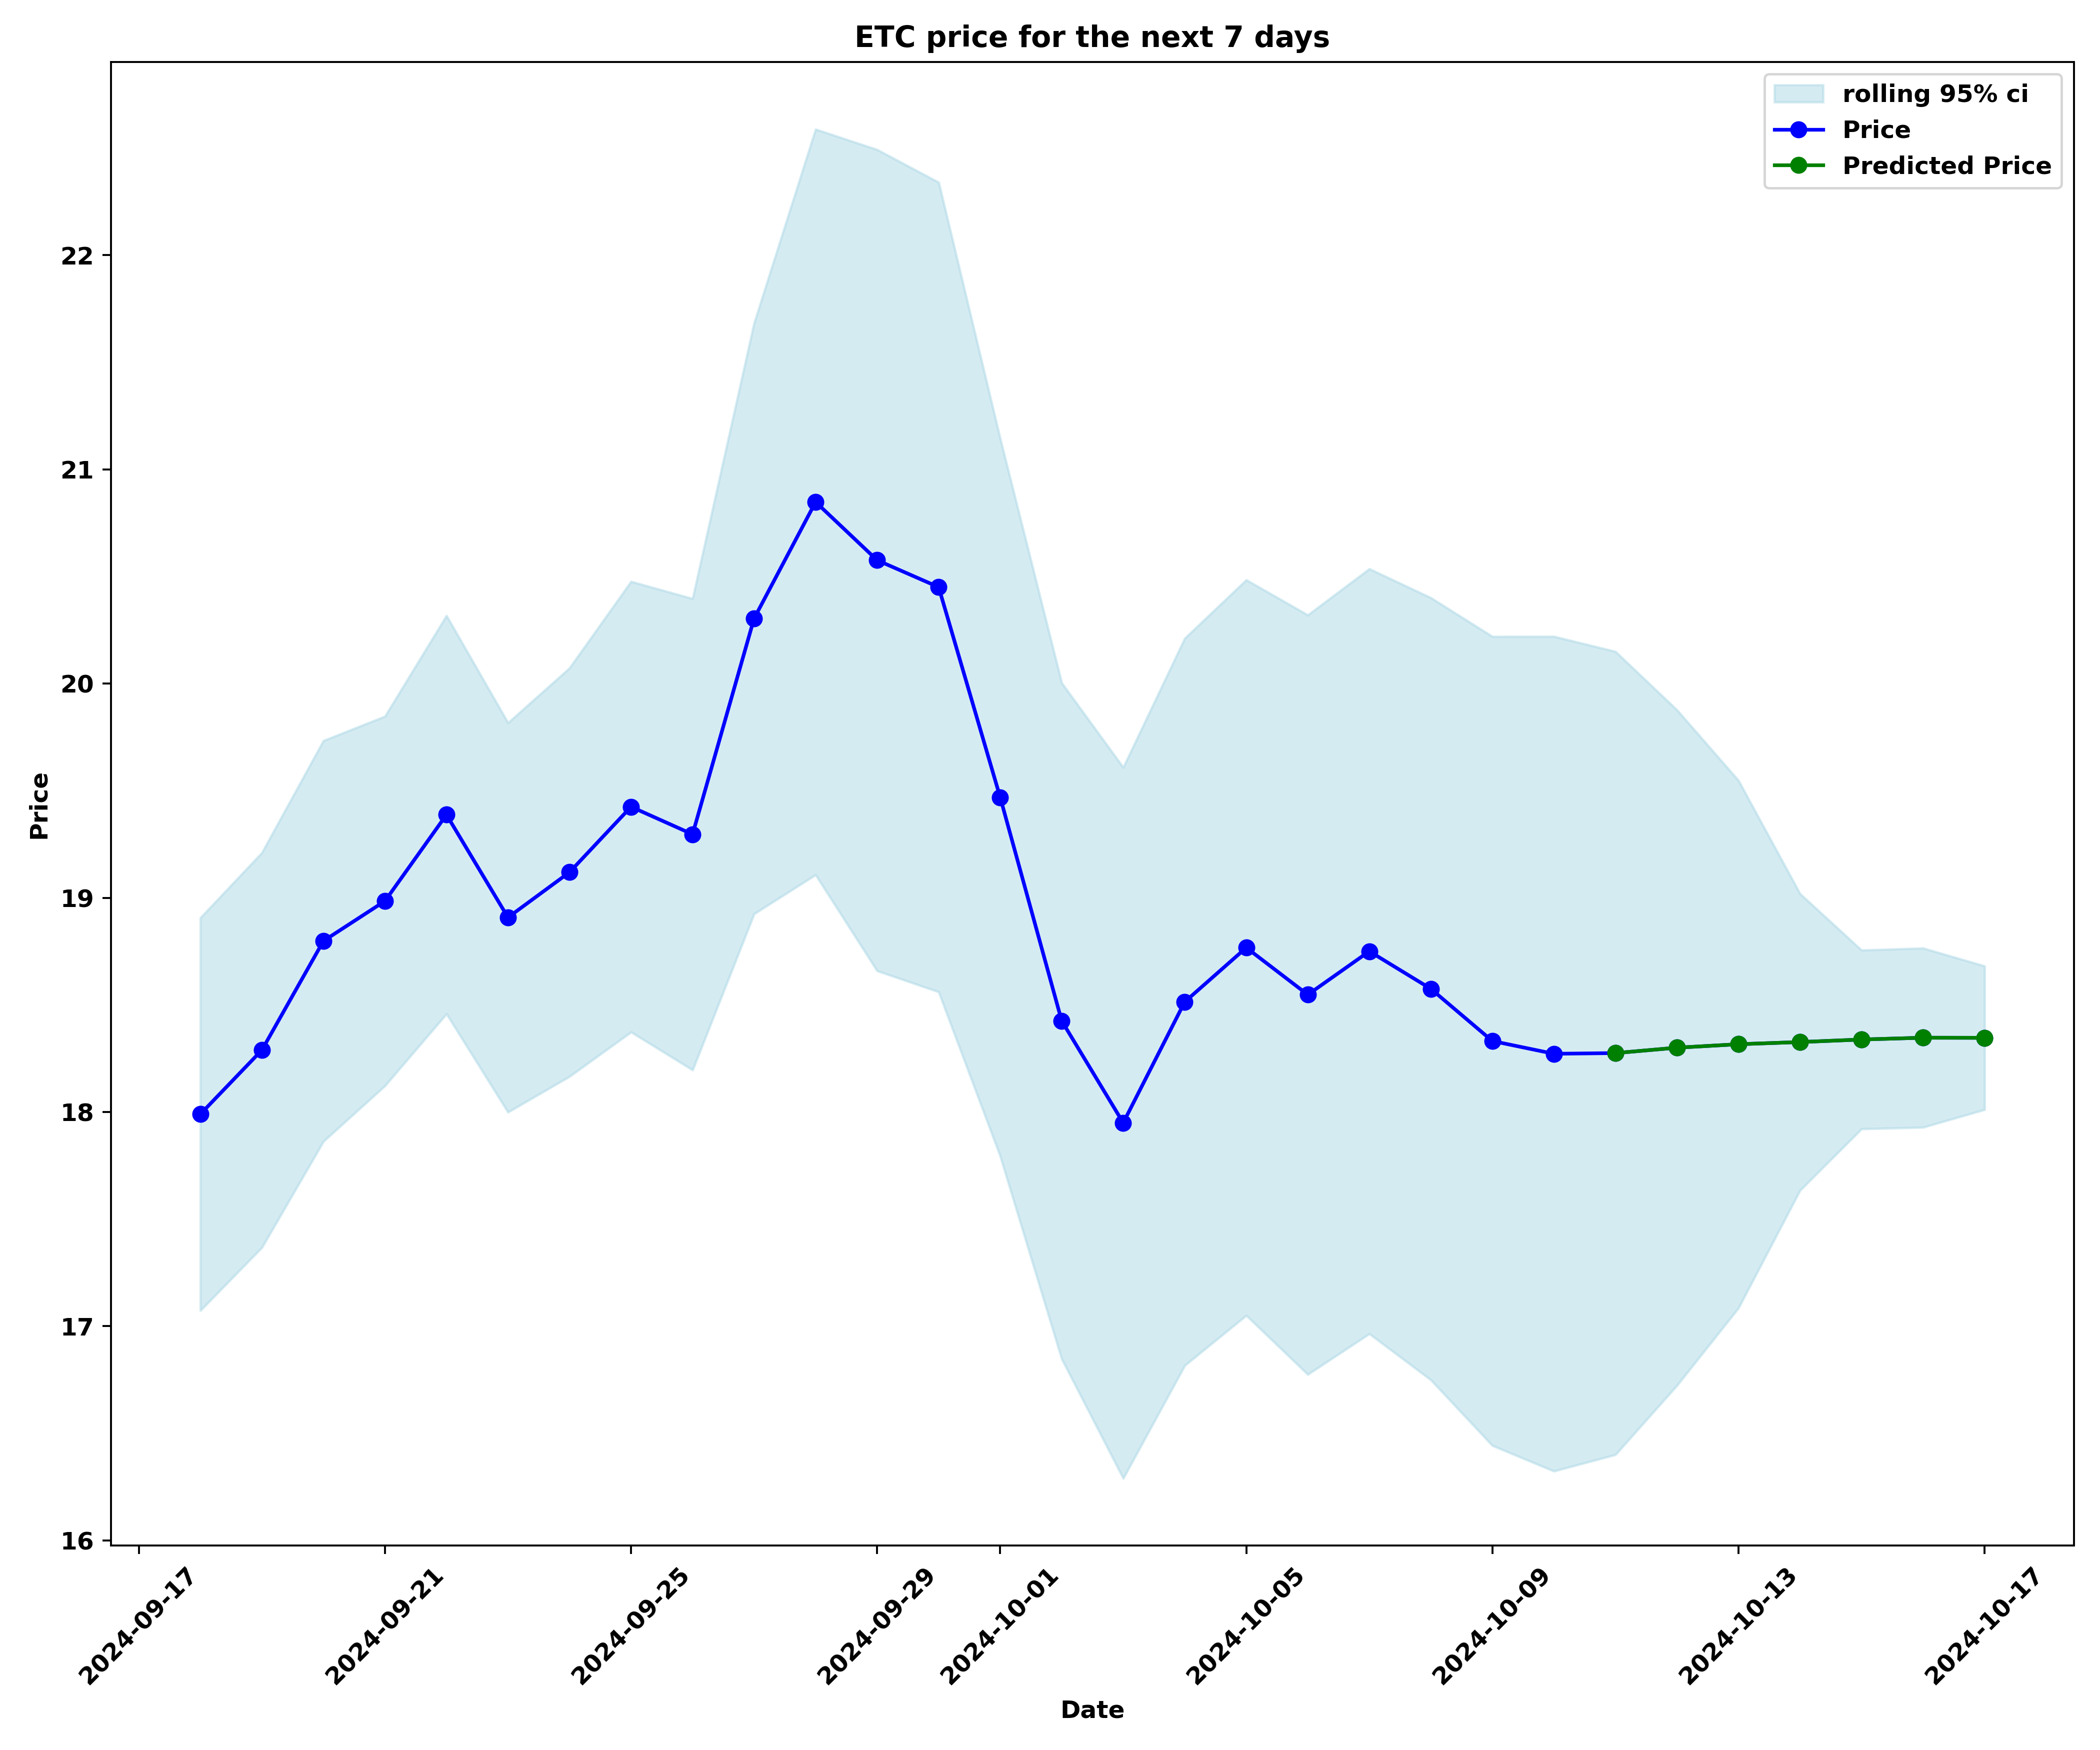 ETC price for the next 7 days
rolling 95% ci
Price
Predicted Price
22
21
20
19
18
17
16
Price
2024-09-17
2024-09-21
2024-09-25
2024-09-29
2024-10-01
2024-10-05
2024-10-09
2024-10-13
2024-10-17
Date